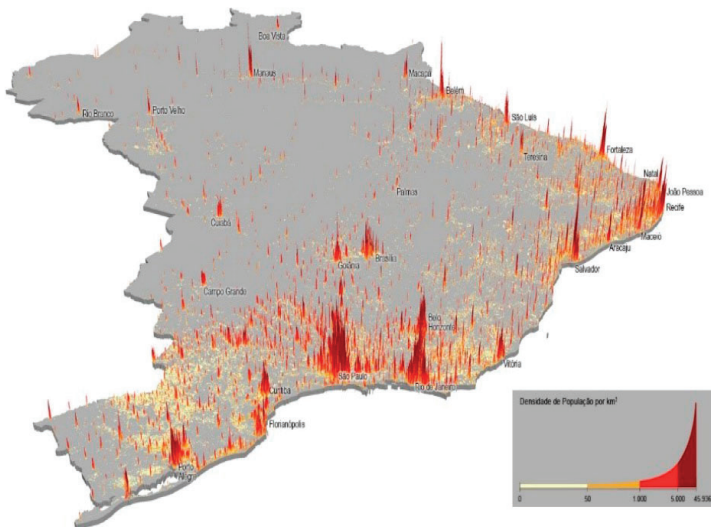 Boa Vista
Manaus
Macapá
Belém
São Luís
Fortaleza
Teresina
Natal
João Pessoa
Recife
Maceió
Aracaju
Salvador
Rio Branco
Porto Velho
Palmas
Cuiabá
Brasília
Goiânia
Campo Grande
Belo
Horizonte
Vitória
São Paulo
Rio de Janeiro
Curitiba
Florianópolis
Porto
Alegre
Densidade de População por km²
0 50 1.000 5.000 45.936